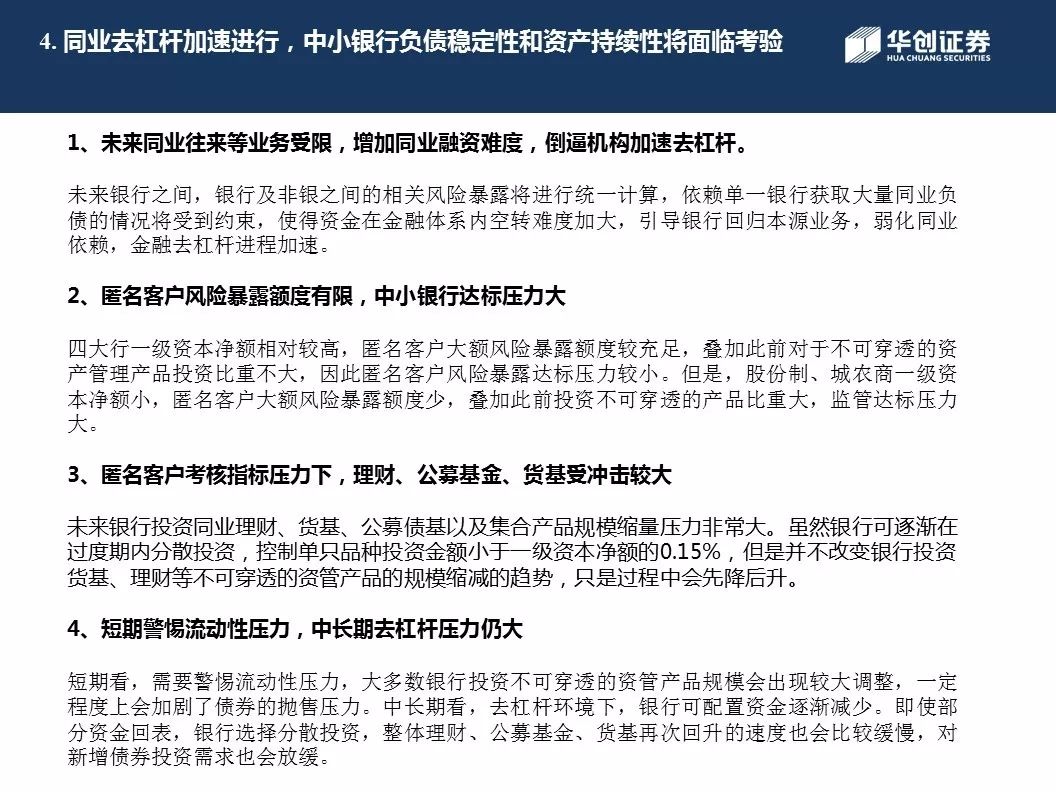 4. 同业去杠杆加速进行，中小银行负债稳定性和资产持续性将面临考验
华创证券
HUA CHUANG SECURITIES
1、未来同业往来等业务受限，增加同业融资难度，倒逼机构加速去杠杆。
未来银行之间，银行及非银之间的相关风险暴露将进行统一计算，依赖单一银行获取大量同业负
债的情况将受到约束，使得资金在金融体系内空转难度加大，引导银行回归本源业务，弱化同业
依赖，金融去杠杆进程加速。
2、匿名客户风险暴露额度有限，中小银行达标压力大
四大行一级资本净额相对较高，匿名客户大额风险暴露额度较充足，叠加此前对于不可穿透的资
产管理产品投资比重不大，因此匿名客户风险暴露达标压力较小。但是，股份制、城农商一级资
本净额小，匿名客户大额风险暴露额度少，叠加此前投资不可穿透的产品比重大，监管达标压力
大。
3、匿名客户考核指标压力下，理财、公募基金、货基受冲击较大
未来银行投资同业理财、货基、公募债基以及集合产品规模缩量压力非常大。虽然银行可逐渐在
过度期内分散投资，控制单只品种投资金额小于一级资本净额的0.15%，但是并不改变银行投资
货基、理财等不可穿透的资管产品的规模缩减的趋势，只是过程中会先降后升。
4、短期警惕流动性压力，中长期去杠杆压力仍大
短期看，需要警惕流动性压力，大多数银行投资不可穿透的资管产品规模会出现较大调整，一定
程度上会加剧了债券的抛售压力。中长期看，去杠杆环境下，银行可配置资金逐渐减少。即使部
分资金回表，银行选择分散投资，整体理财、公募基金、货基再次回升的速度也会比较缓慢，对
新增债券投资需求也会放缓。